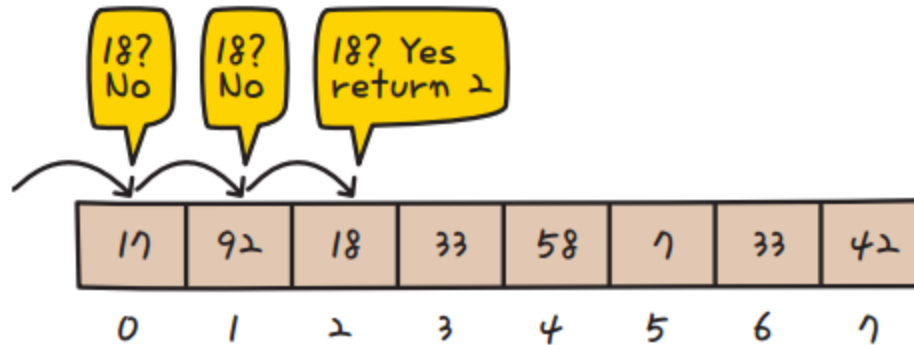 18?
No
18?
No
18? Yes
return 2
17 92 18 33 58 7 33 42
0 1 2 3 4 5 6 7